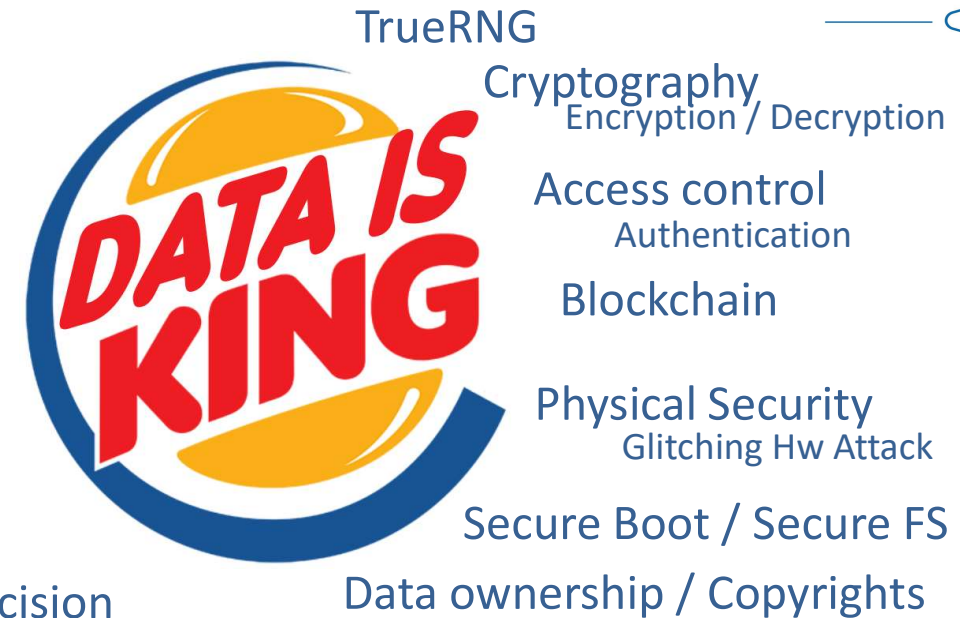 TrueRNG
Cryptography
Encryption / Decryption
DATA IS
KING
Access control
Authentication
Blockchain
Physical Security
Glitching Hw Attack
Secure Boot / Secure FS
Data ownership / Copyrights
cision